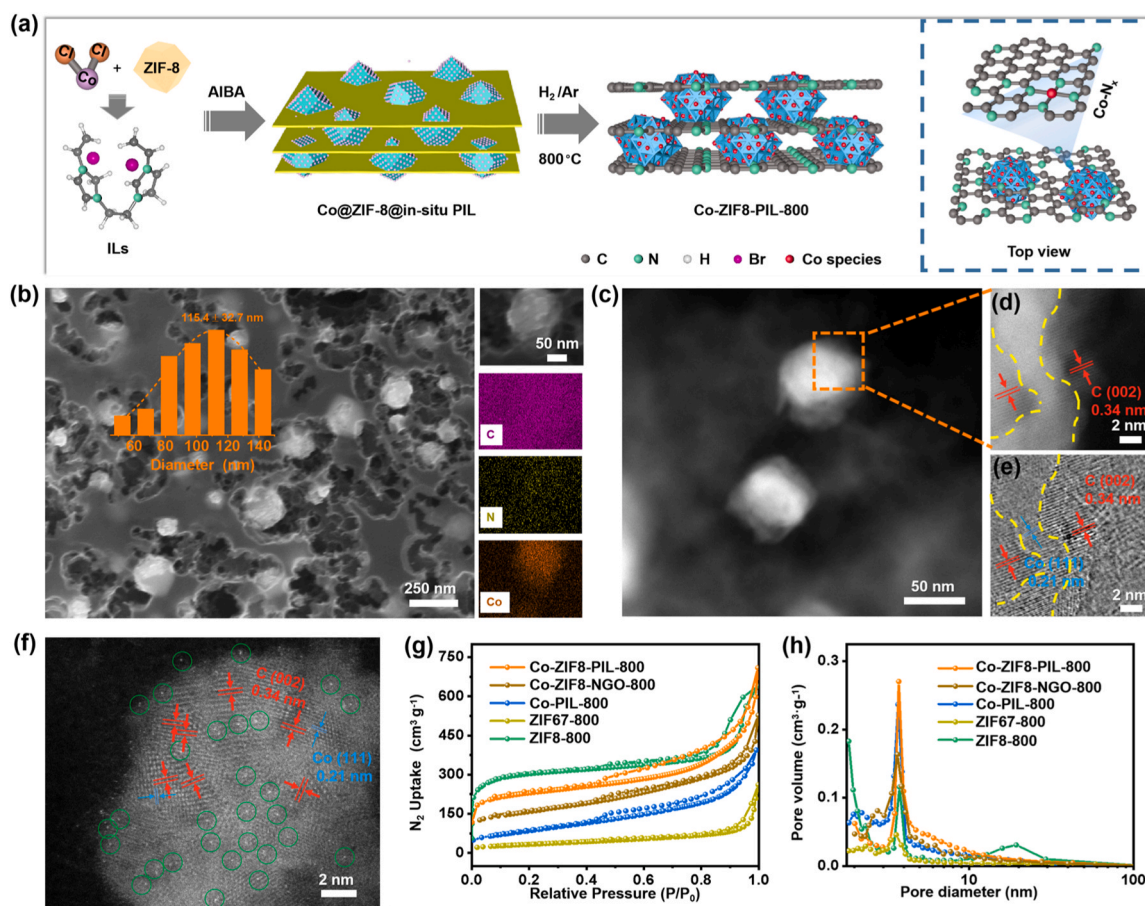 (a)
Cl
Cl
Co
+
ZIF-8
ILs
AIBA
Co@ZIF-8@in-situ PIL
H2 /Ar
800 °C
Co-ZIF8-PIL-800
Co-Nx
Top view
C
N
H
Br
Co species
(b)
115.4 ± 32.7 nm
60 80 100 120 140
Diameter (nm)
250 nm
50 nm
C
N
Co
(c)
50 nm
(d)
C (002)
0.34 nm
2 nm
(e)
C (002)
0.34 nm
Co (111)
0.21 nm
2 nm
(f)
C (002)
0.34 nm
Co (111)
0.21 nm
2 nm
(g)
750
600
450
300
150
0
N2 Uptake (cm3 g-1)
Co-ZIF8-PIL-800
Co-ZIF8-NGO-800
Co-PIL-800
ZIF67-800
ZIF8-800
0.0 0.2 0.4 0.6 0.8 1.0
Relative Pressure (P/P0)
(h)
0.3
0.2
0.1
0.0
Pore volume (cm3·g-1)
Co-ZIF8-PIL-800
Co-ZIF8-NGO-800
Co-PIL-800
ZIF67-800
ZIF8-800
10 100
Pore diameter (nm)